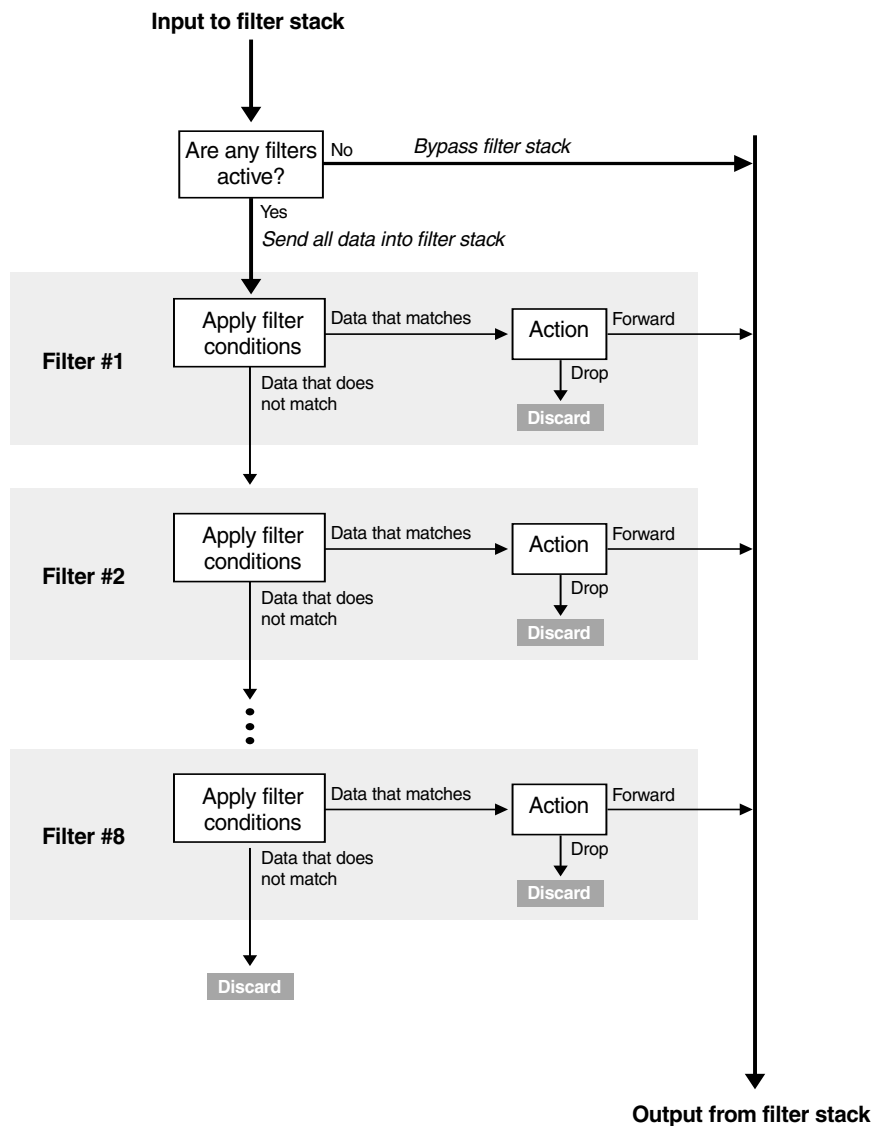 Input to filter stack
Are any filters
active?
No
Bypass filter stack
Yes
Send all data into filter stack
Filter #1
Apply filter
conditions
Data that matches
Action
Forward
Drop
Discard
Data that does
not match
Filter #2
Apply filter
conditions
Data that matches
Action
Forward
Drop
Discard
Data that does
not match
Filter #8
Apply filter
conditions
Data that matches
Action
Forward
Drop
Discard
Data that does
not match
Discard
Output from filter stack